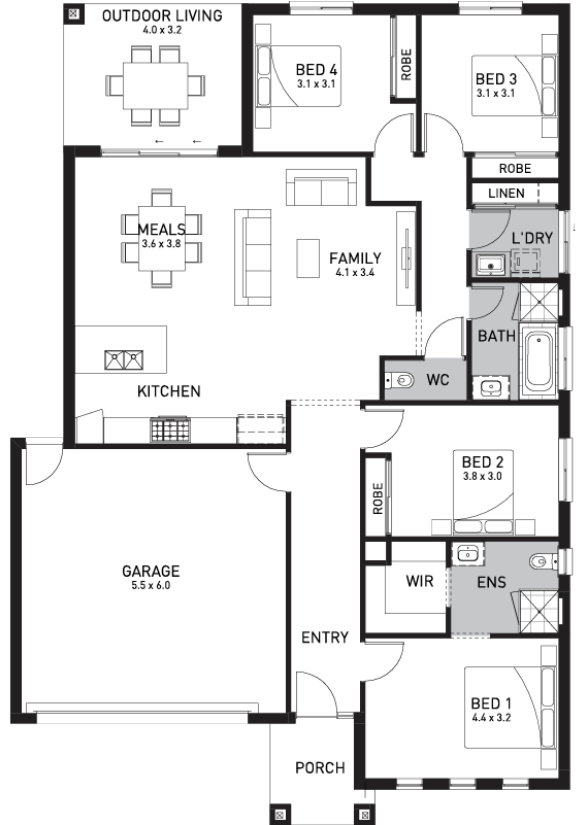 OUTDOOR LIVING
4.0 x 3.2
BED 4
3.1 x 3.1
ROBE
BED 3
3.1 x 3.1
ROBE
LINEN
MEALS
3.6 x 3.8
FAMILY
4.1 x 3.4
L'DRY
BATH
WC
KITCHEN
BED 2
3.8 x 3.0
ROBE
GARAGE
5.5 x 6.0
WIR
ENS
ENTRY
BED 1
4.4 x 3.2
PORCH